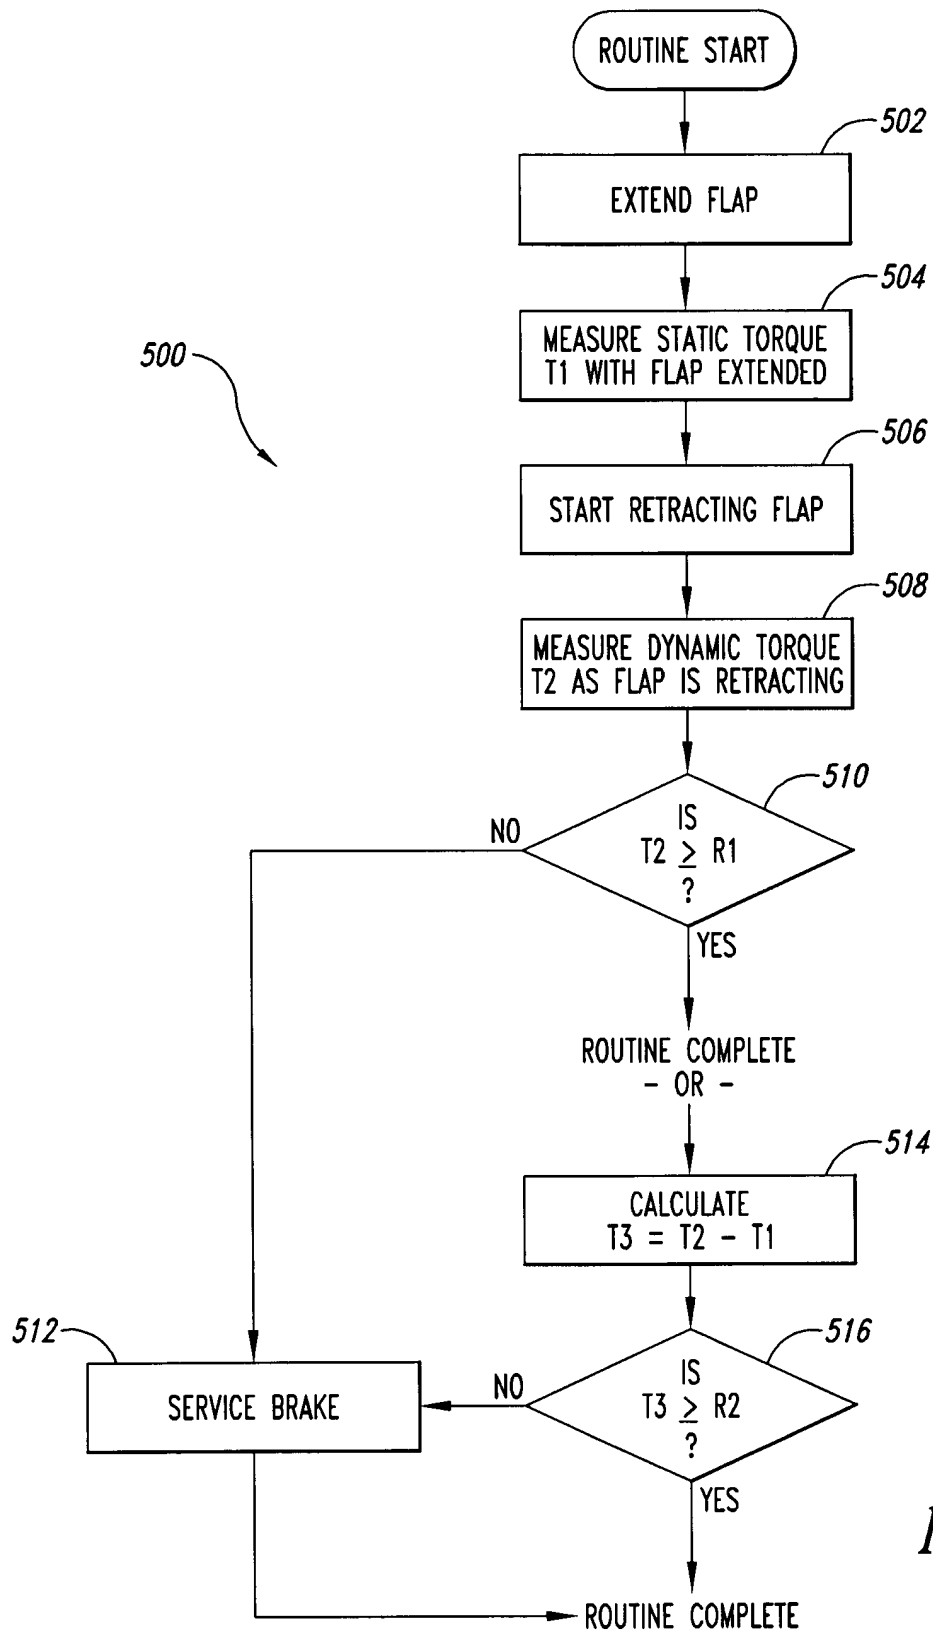 ROUTINE START
502
EXTEND FLAP
504
MEASURE STATIC TORQUE
T1 WITH FLAP EXTENDED
500
506
START RETRACTING FLAP
508
MEASURE DYNAMIC TORQUE
T2 AS FLAP IS RETRACTING
510
IS
T2 ≥ R1
?
NO
YES
ROUTINE COMPLETE
- OR -
514
CALCULATE
T3 = T2 - T1
512
516
SERVICE BRAKE
NO
IS
T3 ≥ R2
?
YES
ROUTINE COMPLETE